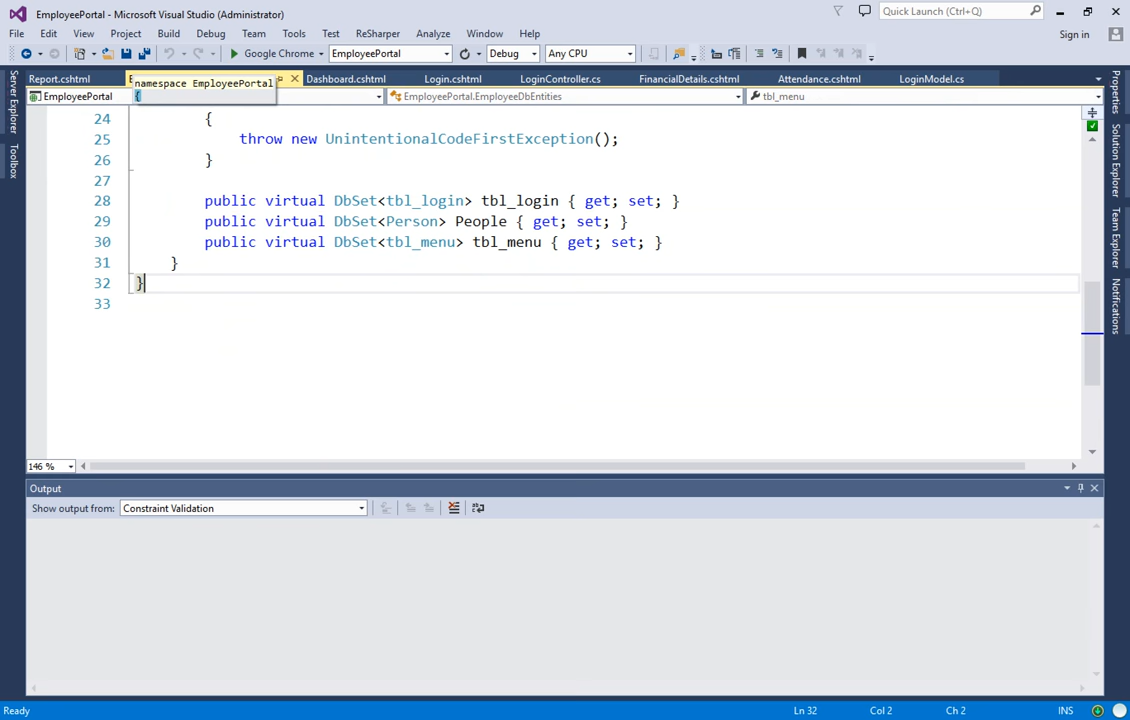 EmployeePortal - Microsoft Visual Studio (Administrator)
Quick Launch (Ctrl+Q)
File Edit View Project Build Debug Team Tools Test ReSharper Analyze Window Help
Sign in
Google Chrome EmployeePortal Debug Any CPU
Report.cshtml Dashboard.cshtml Login.cshtml LoginController.cs FinancialDetails.cshtml Attendance.cshtml LoginModel.cs
namespace EmployeePortal
{
EmployeePortal EmployeePortal.EmployeeDbEntities tbl_menu
24 {
25 throw new UnintentionalCodeFirstException();
26 }
27
28 public virtual DbSet<tbl_login> tbl_login { get; set; }
29 public virtual DbSet<Person> People { get; set; }
30 public virtual DbSet<tbl_menu> tbl_menu { get; set; }
31 }
32 }
33
146 %
Output
Show output from: Constraint Validation
Ready Ln 32 Col 2 Ch 2 INS
Server Explorer
Toolbox
Properties
Solution Explorer
Team Explorer
Notifications